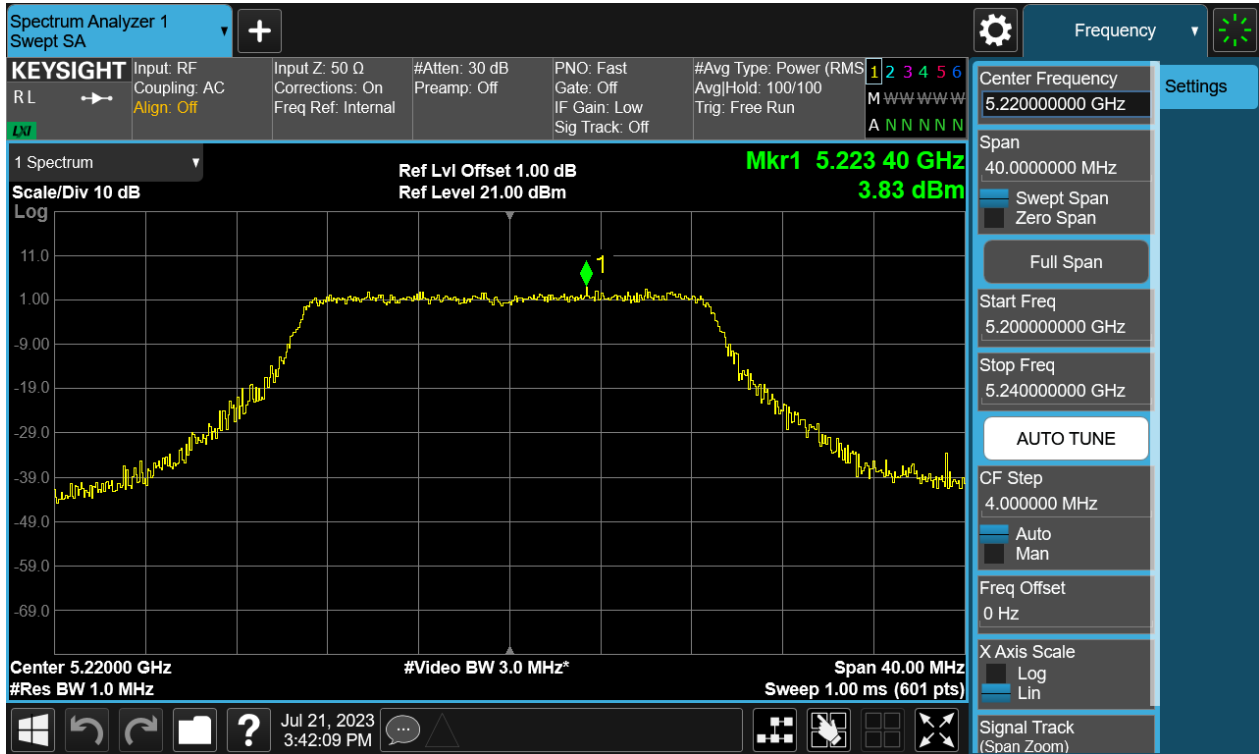 Spectrum Analyzer 1
Swept SA
+
Frequency
KEYSIGHT
R L
LXI
Input: RF
Coupling: AC
Align: Off
Input Z: 50 Ω
Corrections: On
Freq Ref: Internal
#Atten: 30 dB
Preamp: Off
PNO: Fast
Gate: Off
IF Gain: Low
Sig Track: Off
#Avg Type: Power (RMS
Avg|Hold: 100/100
Trig: Free Run
1 2 3 4 5 6
M W W W W W
A N N N N N
1 Spectrum
Scale/Div 10 dB
Ref Lvl Offset 1.00 dB
Ref Level 21.00 dBm
Mkr1 5.223 40 GHz
3.83 dBm
Log
11.0
1.00
-9.00
-19.0
-29.0
-39.0
-49.0
-59.0
-69.0
1
Center 5.22000 GHz
#Res BW 1.0 MHz
#Video BW 3.0 MHz*
Span 40.00 MHz
Sweep 1.00 ms (601 pts)
?
Jul 21, 2023
3:42:09 PM
Center Frequency
5.220000000 GHz
Settings
Span
40.0000000 MHz
Swept Span
Zero Span
Full Span
Start Freq
5.200000000 GHz
Stop Freq
5.240000000 GHz
AUTO TUNE
CF Step
4.000000 MHz
Auto
Man
Freq Offset
0 Hz
X Axis Scale
Log
Lin
Signal Track
(Span Zoom)